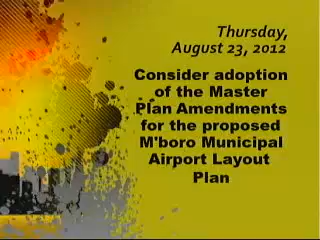 Thursday,
August 23, 2012
Consider adoption
of the Master
Plan Amendments
for the proposed
M'boro Municipal
Airport Layout
Plan